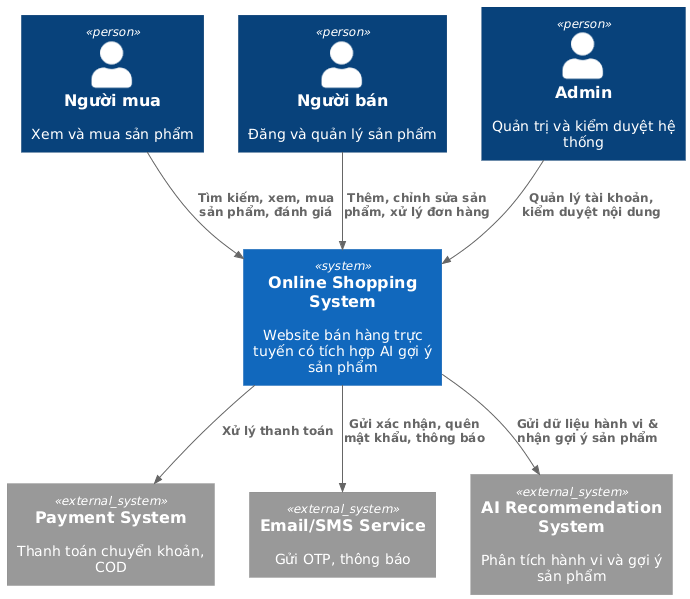 «person»
Người mua
Xem và mua sản phẩm
«person»
Người bán
Đăng và quản lý sản phẩm
«person»
Admin
Quản trị và kiểm duyệt hệ
thống
Tìm kiếm, xem, mua
sản phẩm, đánh giá
Thêm, chỉnh sửa sản
phẩm, xử lý đơn hàng
Quản lý tài khoản,
kiểm duyệt nội dung
«system»
Online Shopping
System
Website bán hàng trực
tuyến có tích hợp AI gợi ý
sản phẩm
Xử lý thanh toán
Gửi xác nhận, quên
mật khẩu, thông báo
Gửi dữ liệu hành vi &
nhận gợi ý sản phẩm
«external_system»
Payment System
Thanh toán chuyển khoản,
COD
«external_system»
Email/SMS Service
Gửi OTP, thông báo
«external_system»
AI Recommendation
System
Phân tích hành vi và gợi ý
sản phẩm